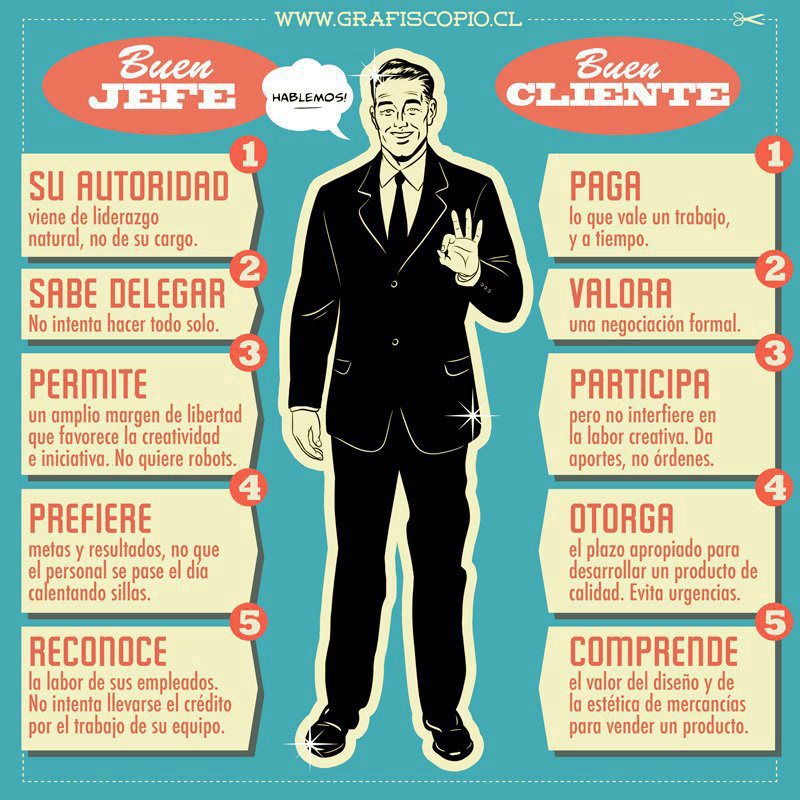 WWW.GRAFISCOPIO.CL
Buen
JEFE
HABLEMOS!
Buen
CLIENTE
1
SU AUTORIDAD
viene de liderazgo
natural, no de su cargo.
2
SABE DELEGAR
No intenta hacer todo solo.
3
PERMITE
un amplio margen de libertad
que favorece la creatividad
e iniciativa. No quiere robots.
4
PREFIERE
metas y resultados, no que
el personal se pase el día
calentando sillas.
5
RECONOCE
la labor de sus empleados.
No intenta llevarse el crédito
por el trabajo de su equipo.
1
PAGA
lo que vale un trabajo,
y a tiempo.
2
VALORA
una negociación formal.
3
PARTICIPA
pero no interfiere en
la labor creativa. Da
aportes, no órdenes.
4
OTORGA
el plazo apropiado para
desarrollar un producto de
calidad. Evita urgencias.
5
COMPRENDE
el valor del diseño y de
la estética de mercancías
para vender un producto.